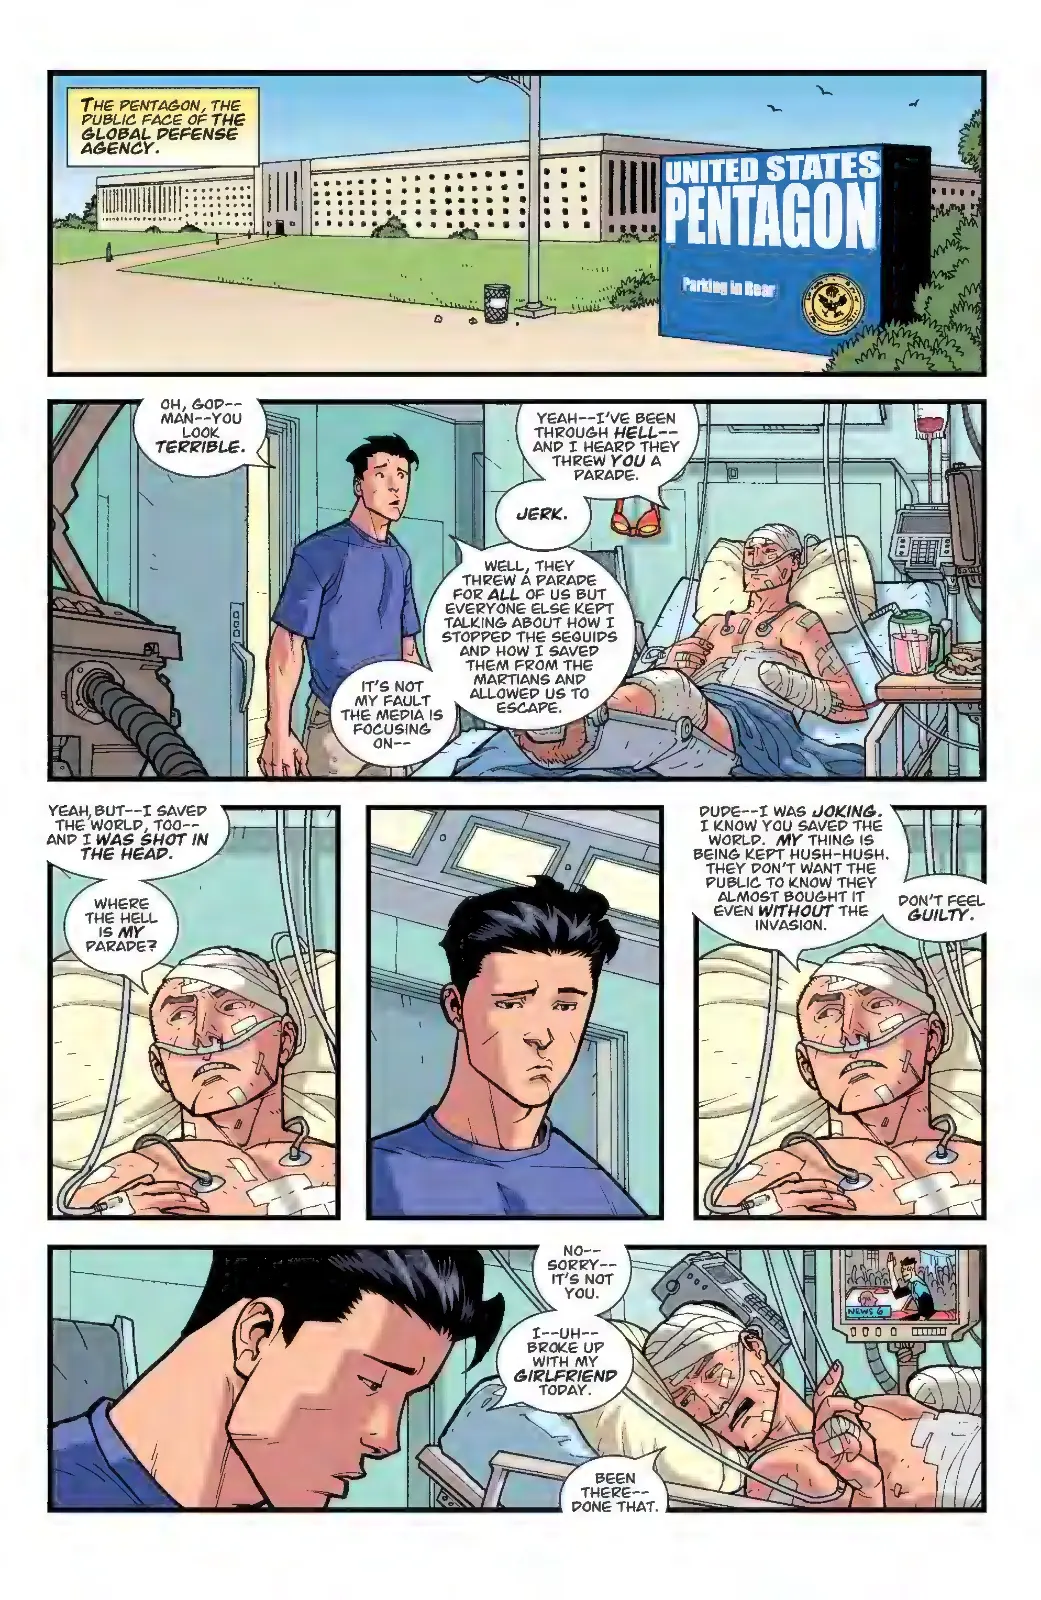 THE PENTAGON, THE
PUBLIC FACE OF THE
GLOBAL DEFENSE
AGENCY.
UNITED STATES
PENTAGON
Parking in Rear
OH, GOD--
MAN--YOU
LOOK
TERRIBLE.
YEAH--I'VE BEEN
THROUGH HELL--
AND I HEARD THEY
THREW YOU A
PARADE.
JERK.
WELL, THEY
THREW A PARADE
FOR ALL OF US BUT
EVERYONE ELSE KEPT
TALKING ABOUT HOW I
STOPPED THE SEQUIDS
AND HOW I SAVED
THEM FROM THE
MARTIANS AND
ALLOWED US TO
ESCAPE.
IT'S NOT
MY FAULT
THE MEDIA IS
FOCUSING
ON--
YEAH, BUT--I SAVED
THE WORLD, TOO--
AND I WAS SHOT IN
THE HEAD.
WHERE
THE HELL
IS MY
PARADE?
DUDE--I WAS JOKING.
I KNOW YOU SAVED THE
WORLD. MY THING IS
BEING KEPT HUSH-HUSH.
THEY DON'T WANT THE
PUBLIC TO KNOW THEY
ALMOST BOUGHT IT
EVEN WITHOUT THE
INVASION.
DON'T FEEL
GUILTY.
NO--
SORRY--
IT'S NOT
YOU.
I--UH--
BROKE UP
WITH MY
GIRLFRIEND
TODAY.
NEWS 6
BEEN
THERE--
DONE THAT.